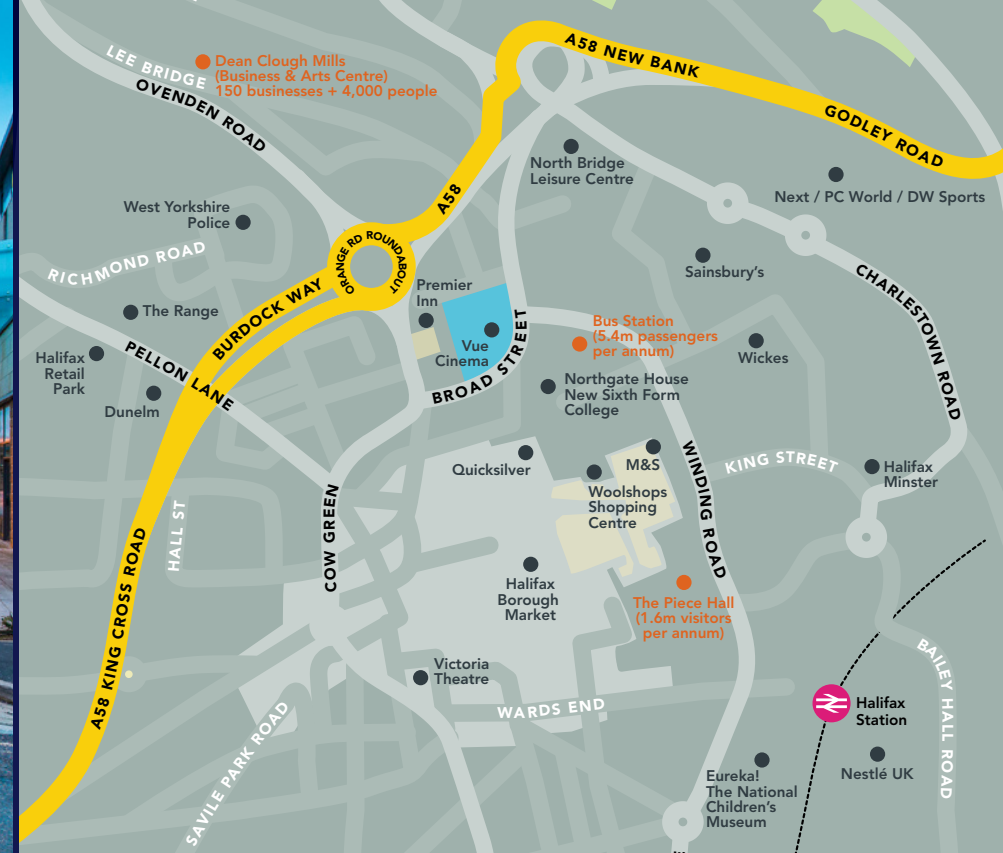 A58 NEW BANK
LEE BRIDGE
Dean Clough Mills
(Business & Arts Centre)
150 businesses + 4,000 people
OVENDEN ROAD
GODLEY ROAD
North Bridge
Leisure Centre
Next / PC World / DW Sports
A58
West Yorkshire
Police
ORANGE RD ROUNDABOUT
RICHMOND ROAD
Sainsbury's
CHARLESTOWN ROAD
Premier
Inn
BURDOCK WAY
The Range
Vue
Cinema
BROAD STREET
Bus Station
(5.4m passengers
per annum)
Wickes
Halifax
Retail
Park
PELLON LANE
Dunelm
Northgate House
New Sixth Form
College
Quicksilver
M&S
WINDING ROAD
KING STREET
Halifax
Minster
Woolshops
Shopping
Centre
HALL ST
COW GREEN
A58 KING CROSS ROAD
Halifax
Borough
Market
The Piece Hall
(1.6m visitors
per annum)
Victoria
Theatre
WARDS END
BAILEY HALL ROAD
Halifax
Station
SAVILE PARK ROAD
Eureka!
The National
Children's
Museum
Nestlé UK